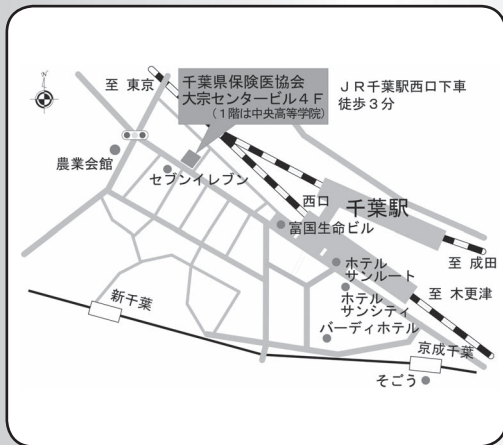 N
至 東京
千葉県保険医協会
大宗センタービル４Ｆ
（１階は中央高等学院）
ＪＲ千葉駅西口下車
徒歩３分
農業会館
セブンイレブン
西口
千葉駅
富国生命ビル
至 成田
ホテル
サンルート
至 木更津
ホテル
サンシティ
新千葉
バーディホテル
京成千葉
そごう